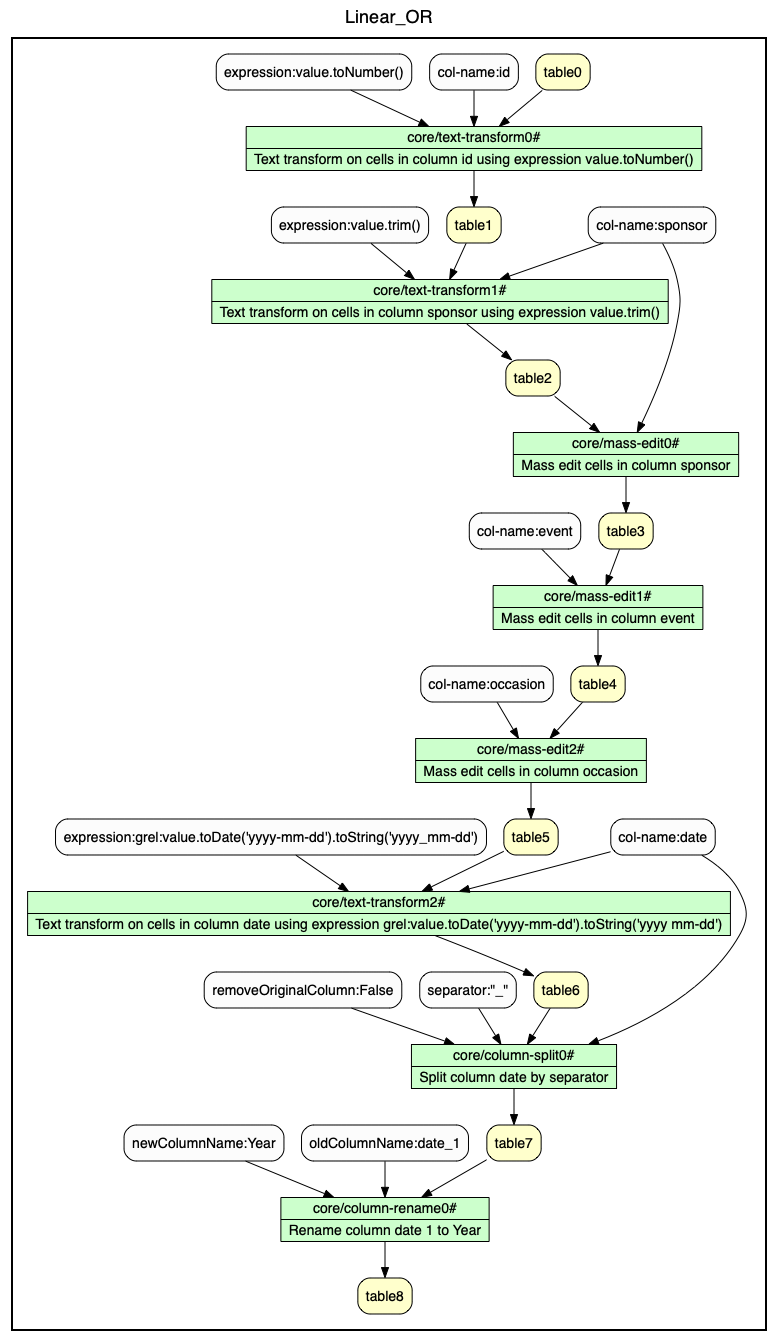 Linear_OR
expression:value.toNumber()
col-name:id
table0
core/text-transform0#
Text transform on cells in column id using expression value.toNumber()
expression:value.trim()
table1
col-name:sponsor
core/text-transform1#
Text transform on cells in column sponsor using expression value.trim()
table2
core/mass-edit0#
Mass edit cells in column sponsor
col-name:event
table3
core/mass-edit1#
Mass edit cells in column event
col-name:occasion
table4
core/mass-edit2#
Mass edit cells in column occasion
expression:grel:value.toDate('yyyy-mm-dd').toString('yyyy_mm-dd')
table5
col-name:date
core/text-transform2#
Text transform on cells in column date using expression grel:value.toDate('yyyy-mm-dd').toString('yyyy mm-dd')
removeOriginalColumn:False
separator:"_"
table6
core/column-split0#
Split column date by separator
newColumnName:Year
oldColumnName:date_1
table7
core/column-rename0#
Rename column date 1 to Year
table8